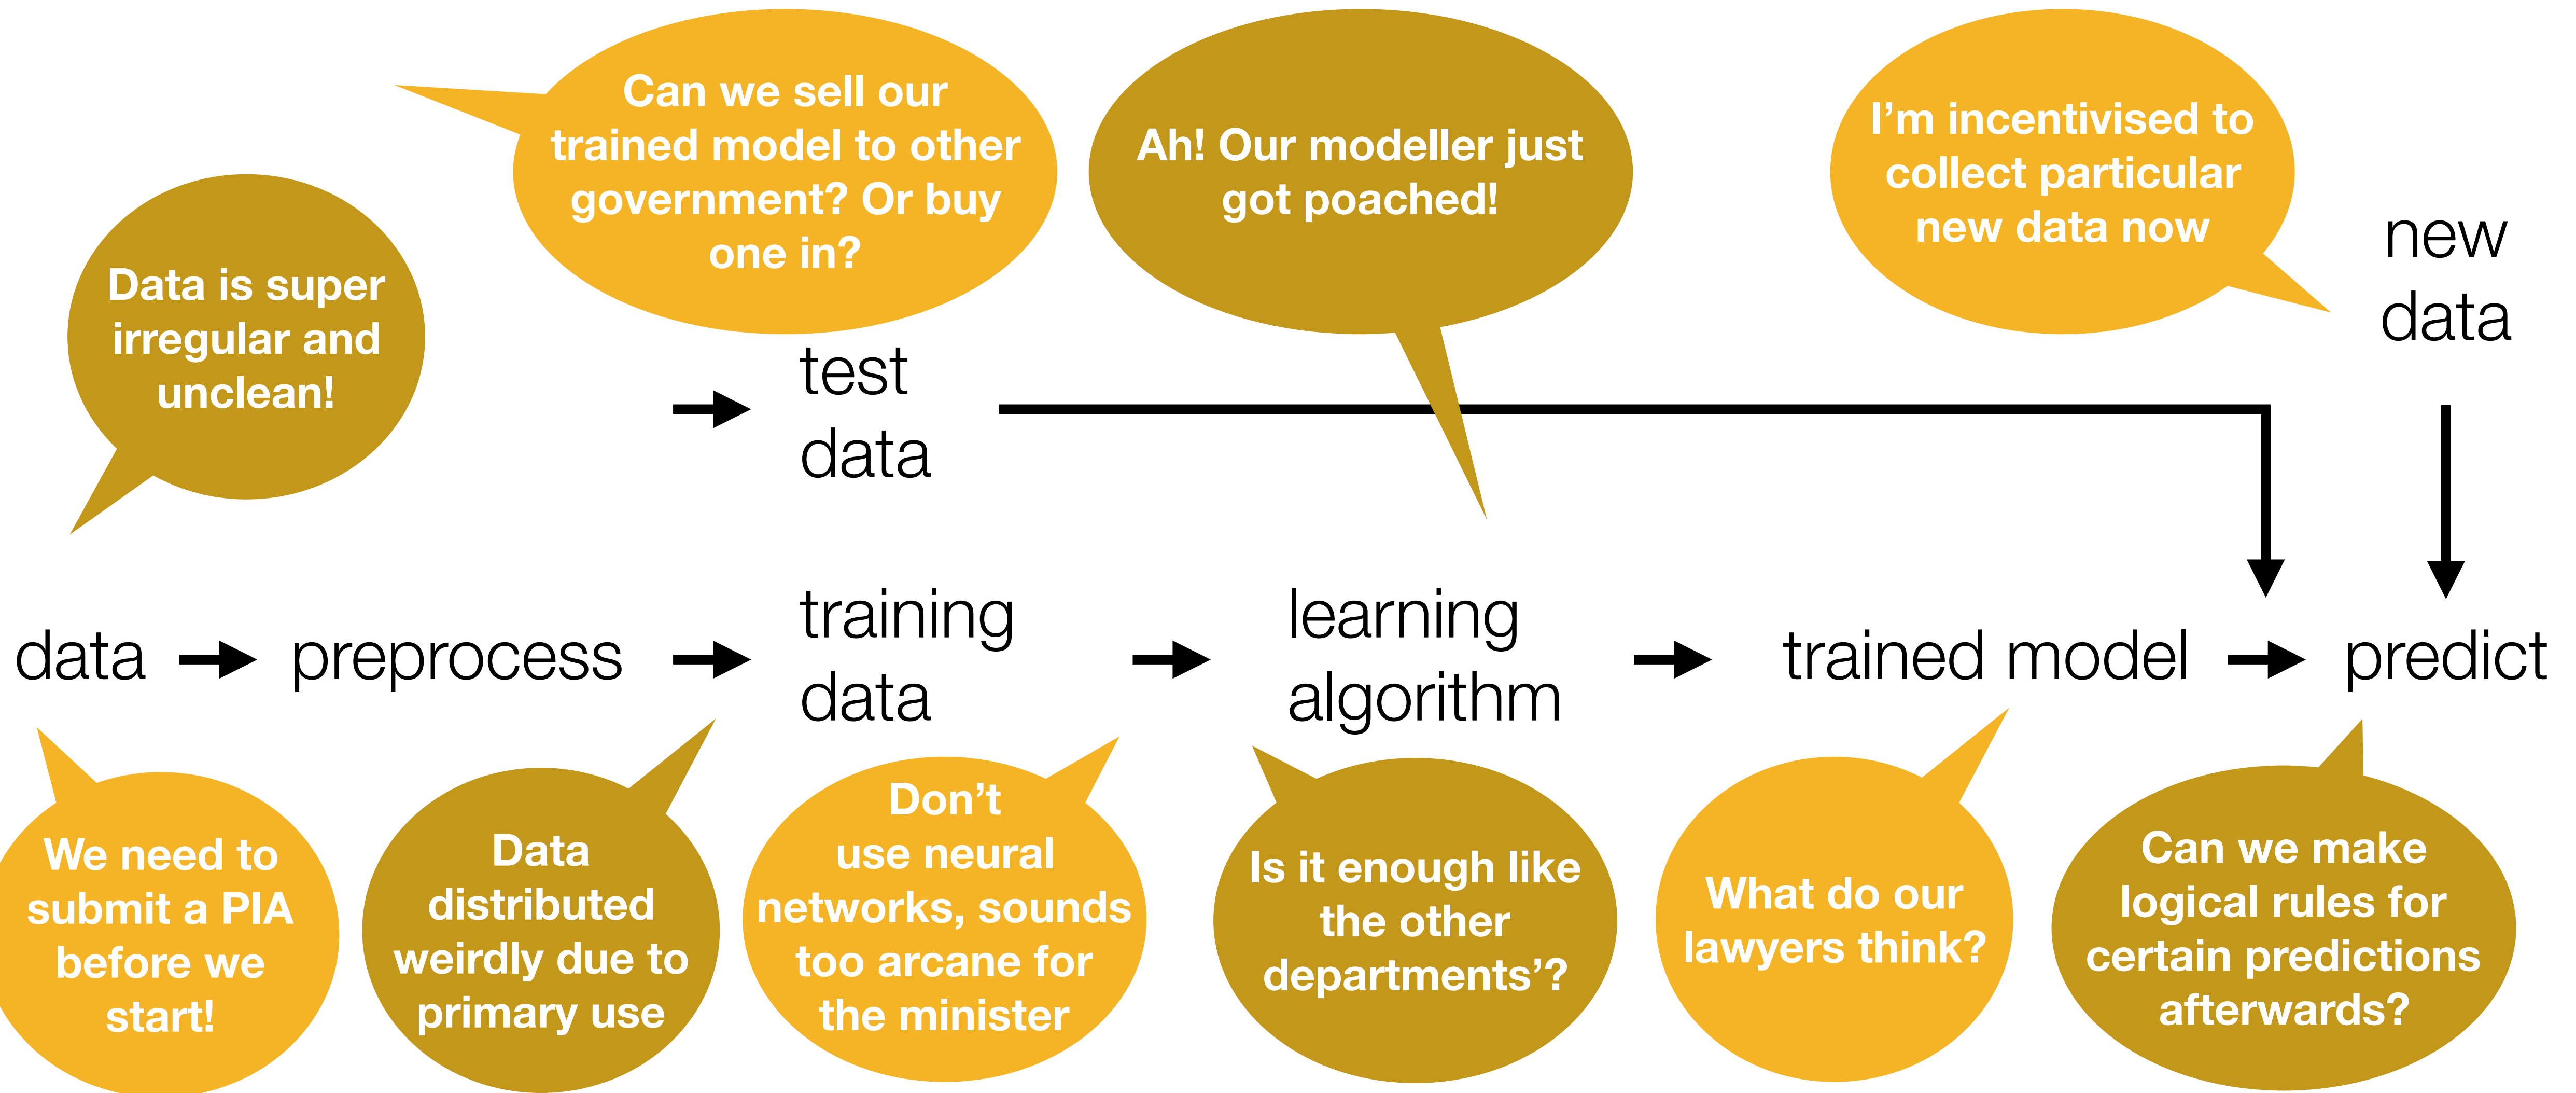 Can we sell our
trained model to other
government? Or buy
one in?
Ah! Our modeller just
got poached!
I'm incentivised to
collect particular
new data now
new
data
Data is super
irregular and
unclean!
test
data
data
preprocess
training
data
learning
algorithm
trained model
predict
We need to
submit a PIA
before we
start!
Data
distributed
weirdly due to
primary use
Don't
use neural
networks, sounds
too arcane for
the minister
Is it enough like
the other
departments'?
What do our
lawyers think?
Can we make
logical rules for
certain predictions
afterwards?